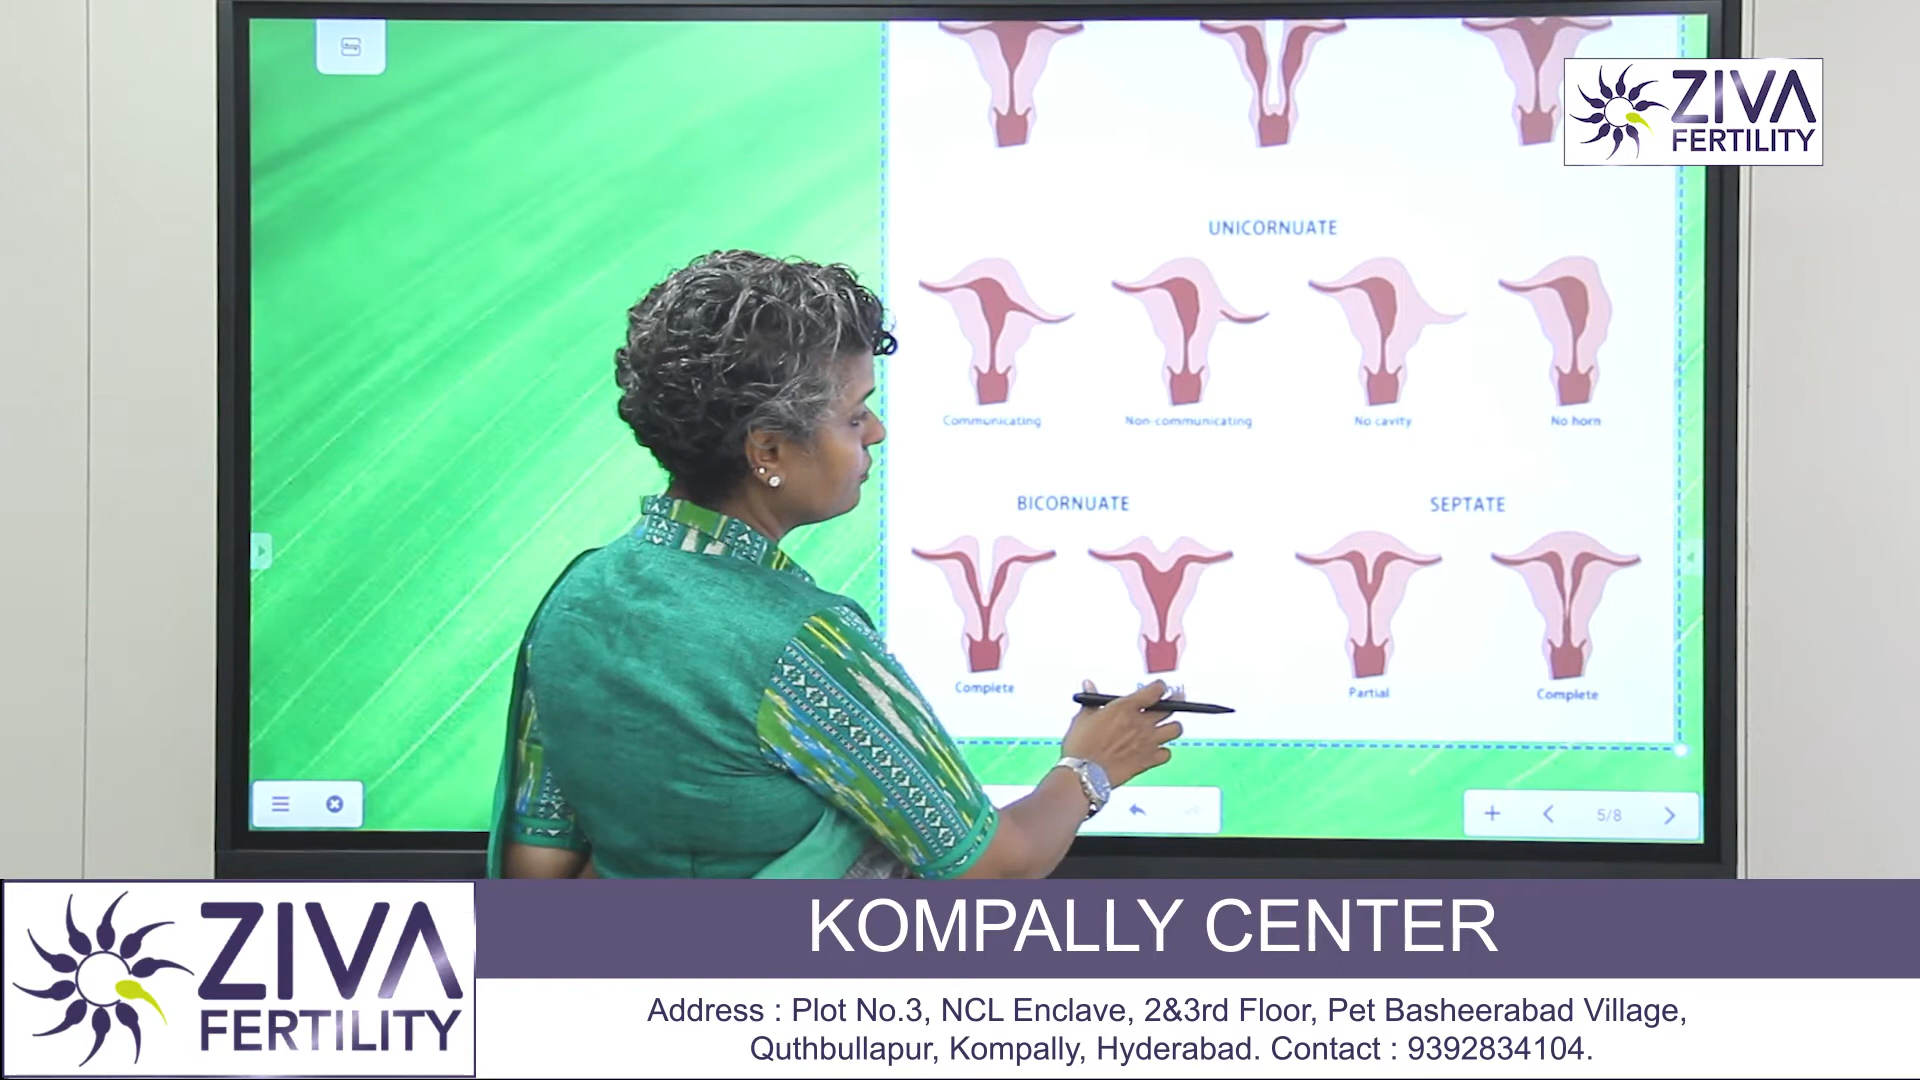 ZIVA
FERTILITY
UNICORNUATE
Communicating
Non-communicating
No cavity
No horn
BICORNUATE
SEPTATE
Complete
Partial
Complete
5/8
ZIVA
FERTILITY
KOMPALLY CENTER
Address : Plot No.3, NCL Enclave, 2&3rd Floor, Pet Basheerabad Village,
Quthbullapur, Kompally, Hyderabad. Contact : 9392834104.